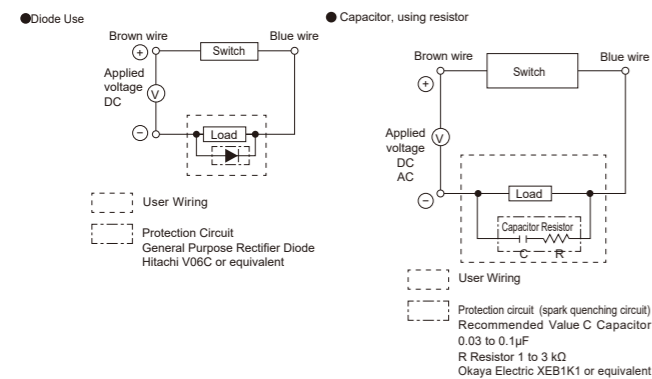 ●Diode Use
Brown wire
Blue wire
+
Switch
Applied
voltage
DC
V
−
Load
User Wiring
Protection Circuit
General Purpose Rectifier Diode
Hitachi V06C or equivalent
● Capacitor, using resistor
Brown wire
Blue wire
+
Switch
Applied
voltage
DC
AC
V
−
Load
Capacitor Resistor
C R
User Wiring
Protection circuit (spark quenching circuit)
Recommended Value C Capacitor
0.03 to 0.1µF
R Resistor 1 to 3 kΩ
Okaya Electric XEB1K1 or equivalent